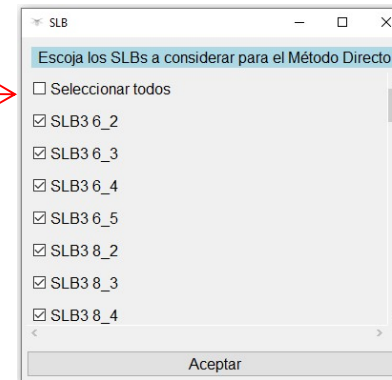 SLB
Escoja los SLBs a considerar para el Método Directo
Seleccionar todos
SLB3 6_2
SLB3 6_3
SLB3 6_4
SLB3 6_5
SLB3 8_2
SLB3 8_3
SLB3 8_4
Aceptar